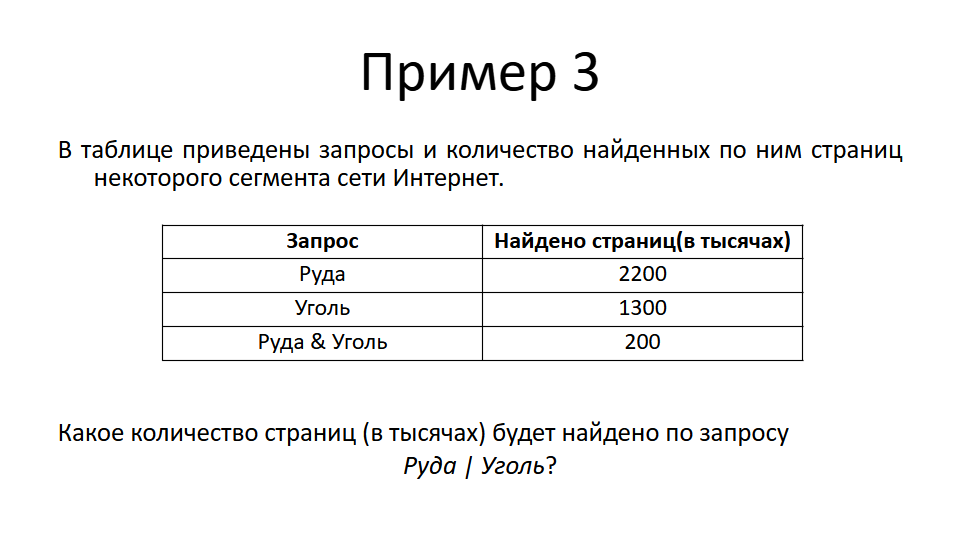 Пример 3
В таблице приведены запросы и количество найденных по ним страниц
некоторого сегмента сети Интернет.
Запрос Найдено страниц(в тысячах)
Руда 2200
Уголь 1300
Руда & Уголь 200
Какое количество страниц (в тысячах) будет найдено по запросу
Руда | Уголь?